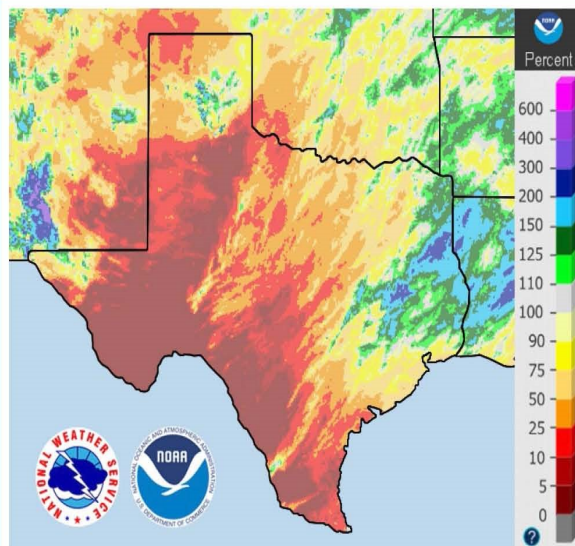 NOAA
Percent
600
400
300
200
150
125
110
100
90
75
50
25
10
5
0
?
NATIONAL WEATHER SERVICE
NATIONAL OCEANIC AND ATMOSPHERIC ADMINISTRATION
NOAA
U.S. DEPARTMENT OF COMMERCE